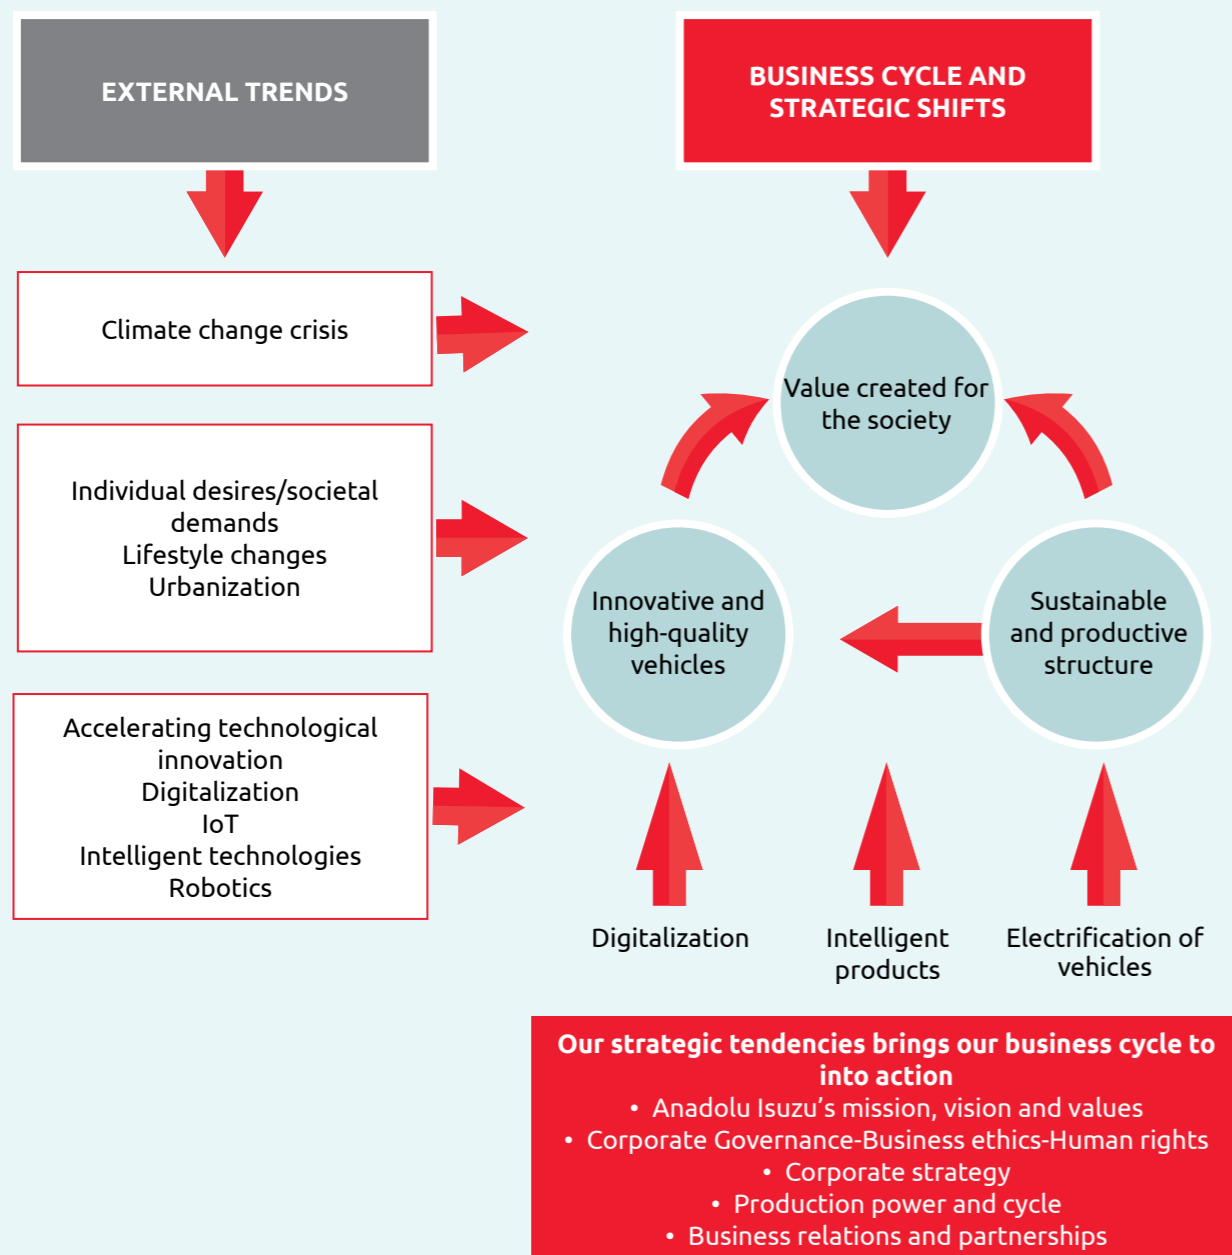 EXTERNAL TRENDS
BUSINESS CYCLE AND
STRATEGIC SHIFTS
Climate change crisis
Individual desires/societal
demands
Lifestyle changes
Urbanization
Accelerating technological
innovation
Digitalization
IoT
Intelligent technologies
Robotics
Value created for
the society
Innovative and
high-quality
vehicles
Sustainable
and productive
structure
Digitalization
Intelligent
products
Electrification of
vehicles
Our strategic tendencies brings our business cycle to
into action
• Anadolu Isuzu’s mission, vision and values
• Corporate Governance-Business ethics-Human rights
• Corporate strategy
• Production power and cycle
• Business relations and partnerships